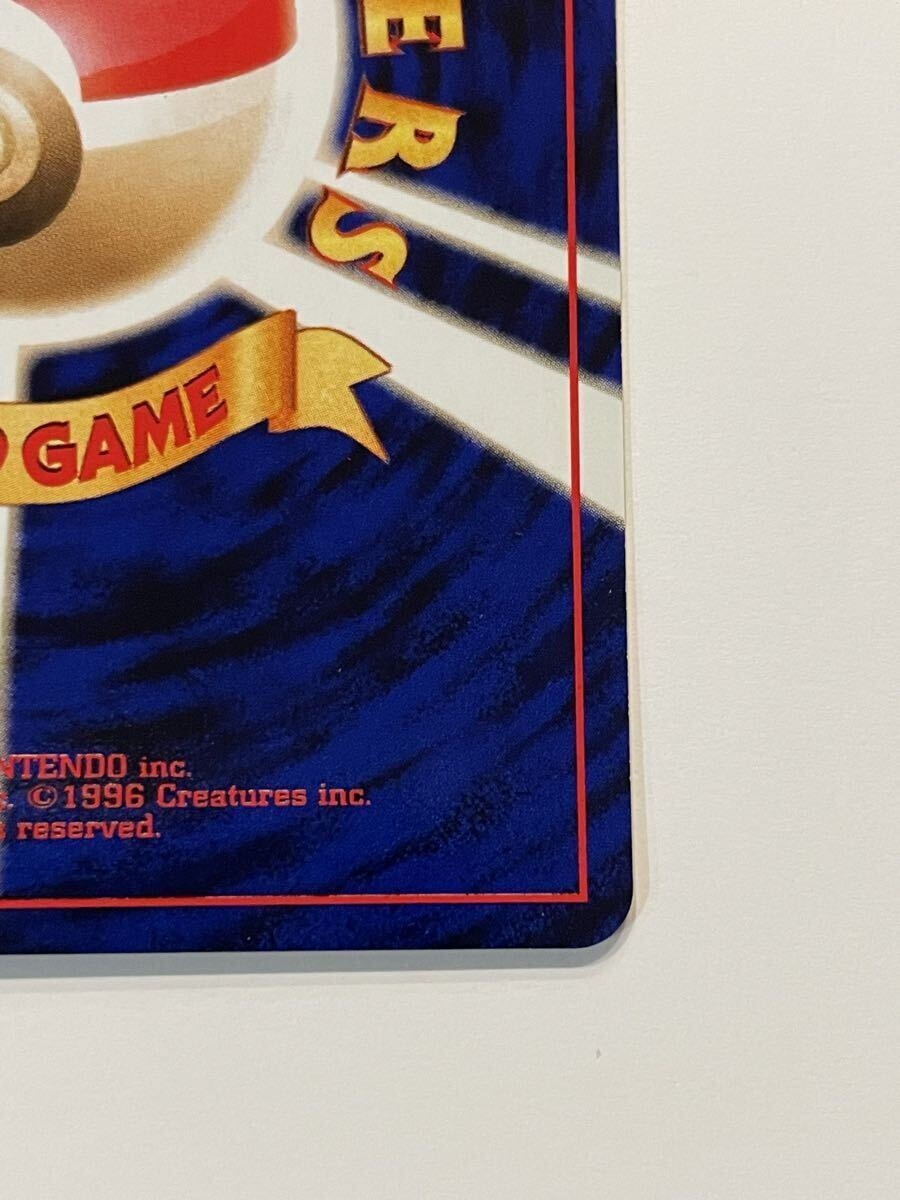 ERS
GAME
NTENDO inc.
©1996 Creatures inc.
reserved.